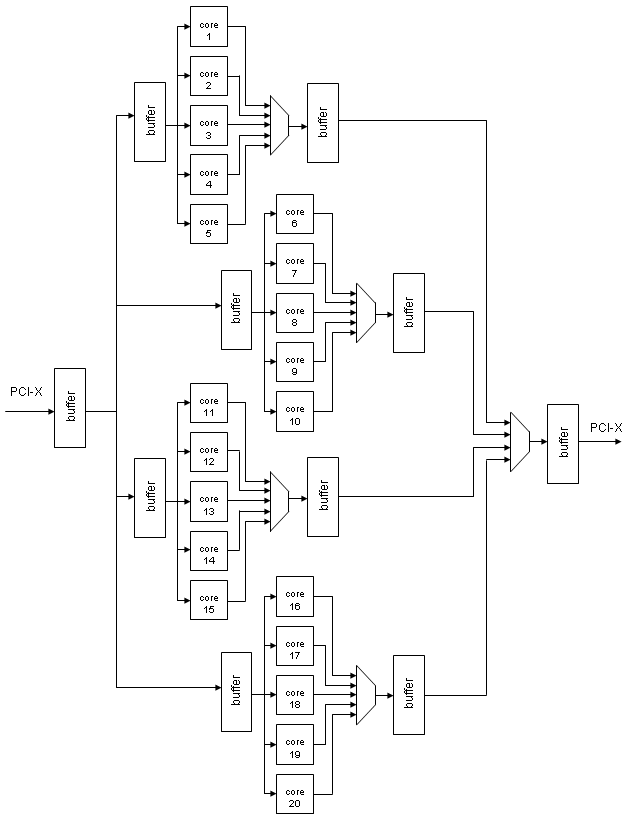 core
1
core
2
buffer
core
3
buffer
core
4
core
5
core
6
core
7
buffer
core
8
buffer
core
9
core
10
PCI-X
buffer
core
11
core
12
buffer
core
13
buffer
core
14
core
15
PCI-X
buffer
core
16
core
17
buffer
core
18
buffer
core
19
core
20